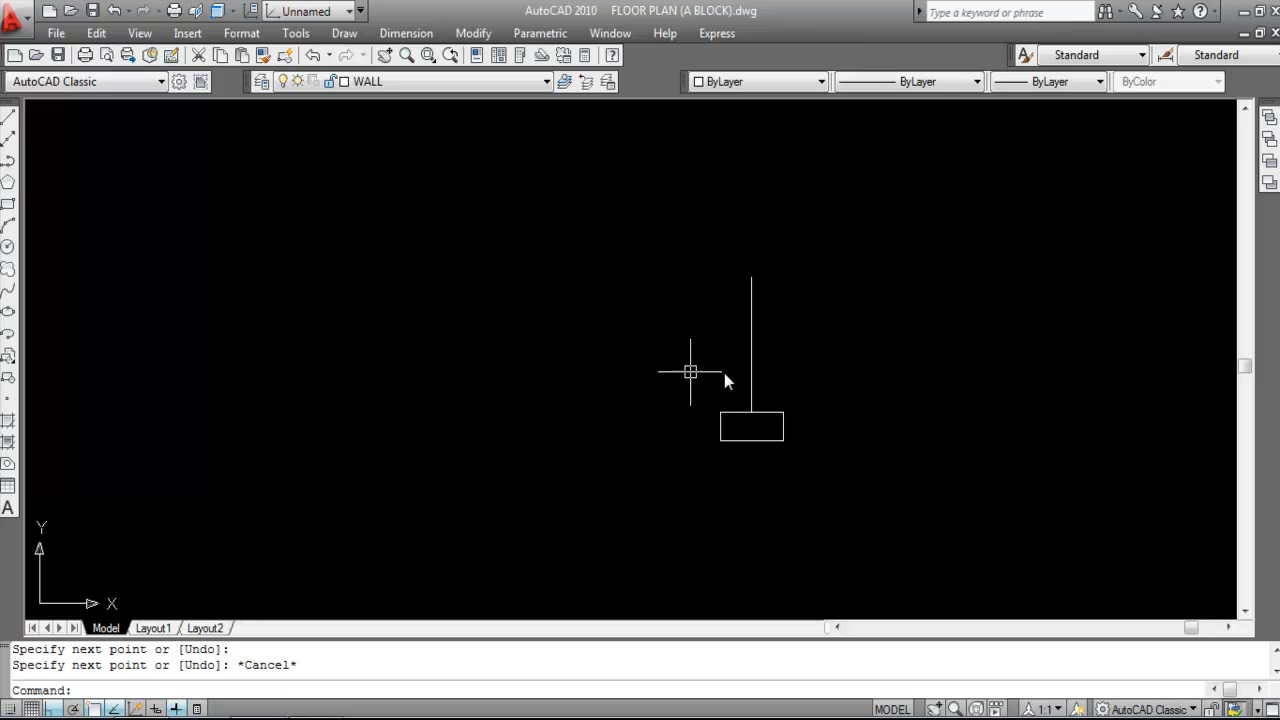 Unnamed AutoCAD 2010 FLOOR PLAN (A BLOCK).dwg Type a keyword or phrase
File Edit View Insert Format Tools Draw Dimension Modify Parametric Window Help Express
Standard Standard
AutoCAD Classic WALL ByLayer ByLayer ByLayer ByColor
A
Y
X
Model Layout1 Layout2
Specify next point or [Undo]:
Specify next point or [Undo]: *Cancel*
Command:
MODEL 1:1 AutoCAD Classic